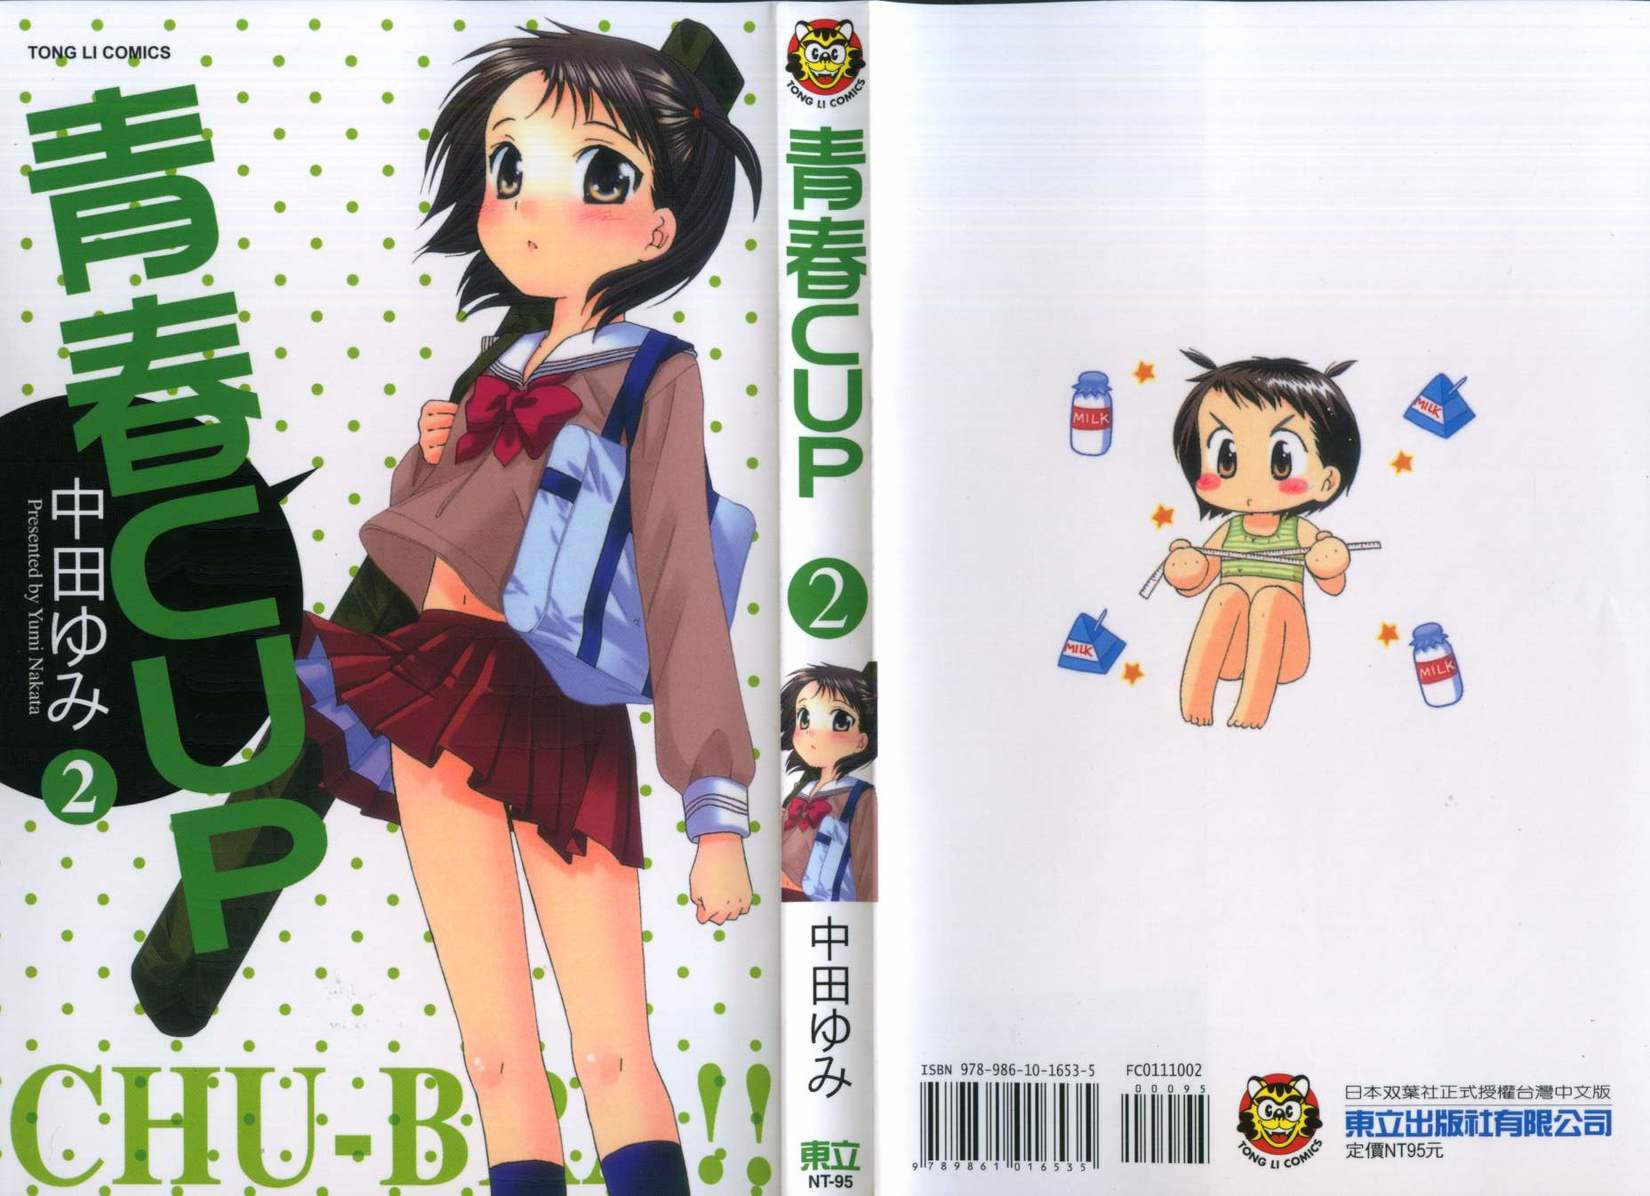 TONG LI COMICS
青春CUP
中田ゆみ
Presented by Yumi Nakata
2
!!
TONG LI COMICS
青春CUP
2
中田ゆみ
東立
NT-95
MILK
MILK
MILK
MILK
ISBN 978-986-10-1653-5
FC0111002
00095
9 789861 016535
TONG LI COMICS
日本双葉社正式授權台灣中文版
東立出版社有限公司
定價NT95元